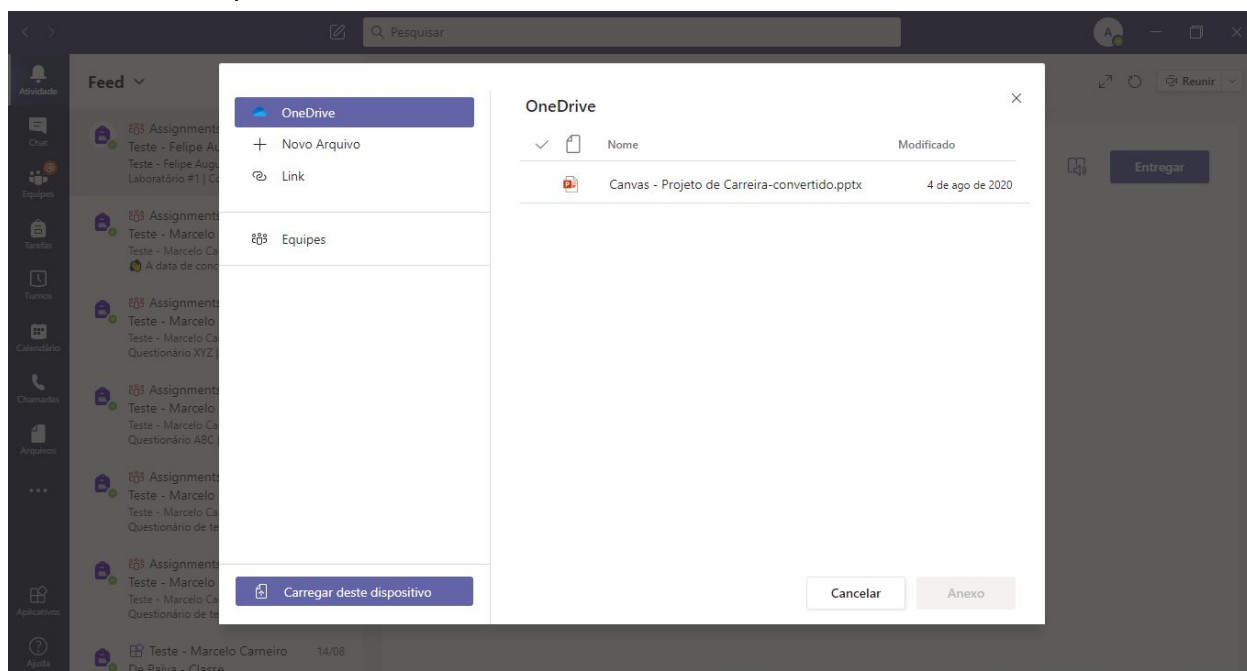 Pesquisar
A
Reunir
Atividade
Chat
Equipes
Tarefas
Turnos
Calendário
Chamadas
Arquivos
Aplicativos
Ajuda
Feed
Assignments
Teste - Felipe Au
Teste - Felipe Augu
Laboratório #1 | Co
Assignments
Teste - Marcelo
Teste - Marcelo Ca
A data de conc
Assignments
Teste - Marcelo
Teste - Marcelo Ca
Questionário XYZ |
Assignments
Teste - Marcelo
Teste - Marcelo Ca
Questionário ABC |
Assignments
Teste - Marcelo
Teste - Marcelo Ca
Questionário de te
Assignments
Teste - Marcelo
Teste - Marcelo Ca
Questionário de te
Teste - Marcelo Carneiro 14/08
De Paiva - Classe
OneDrive
Novo Arquivo
Link
Equipes
Carregar deste dispositivo
OneDrive
Nome Modificado
Canvas - Projeto de Carreira-convertido.pptx 4 de ago de 2020
Cancelar Anexo
Entregar